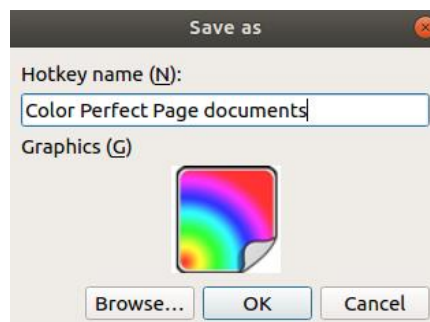 Save as
Hotkey name (N):
Color Perfect Page documents
Graphics (G)
Browse... OK Cancel